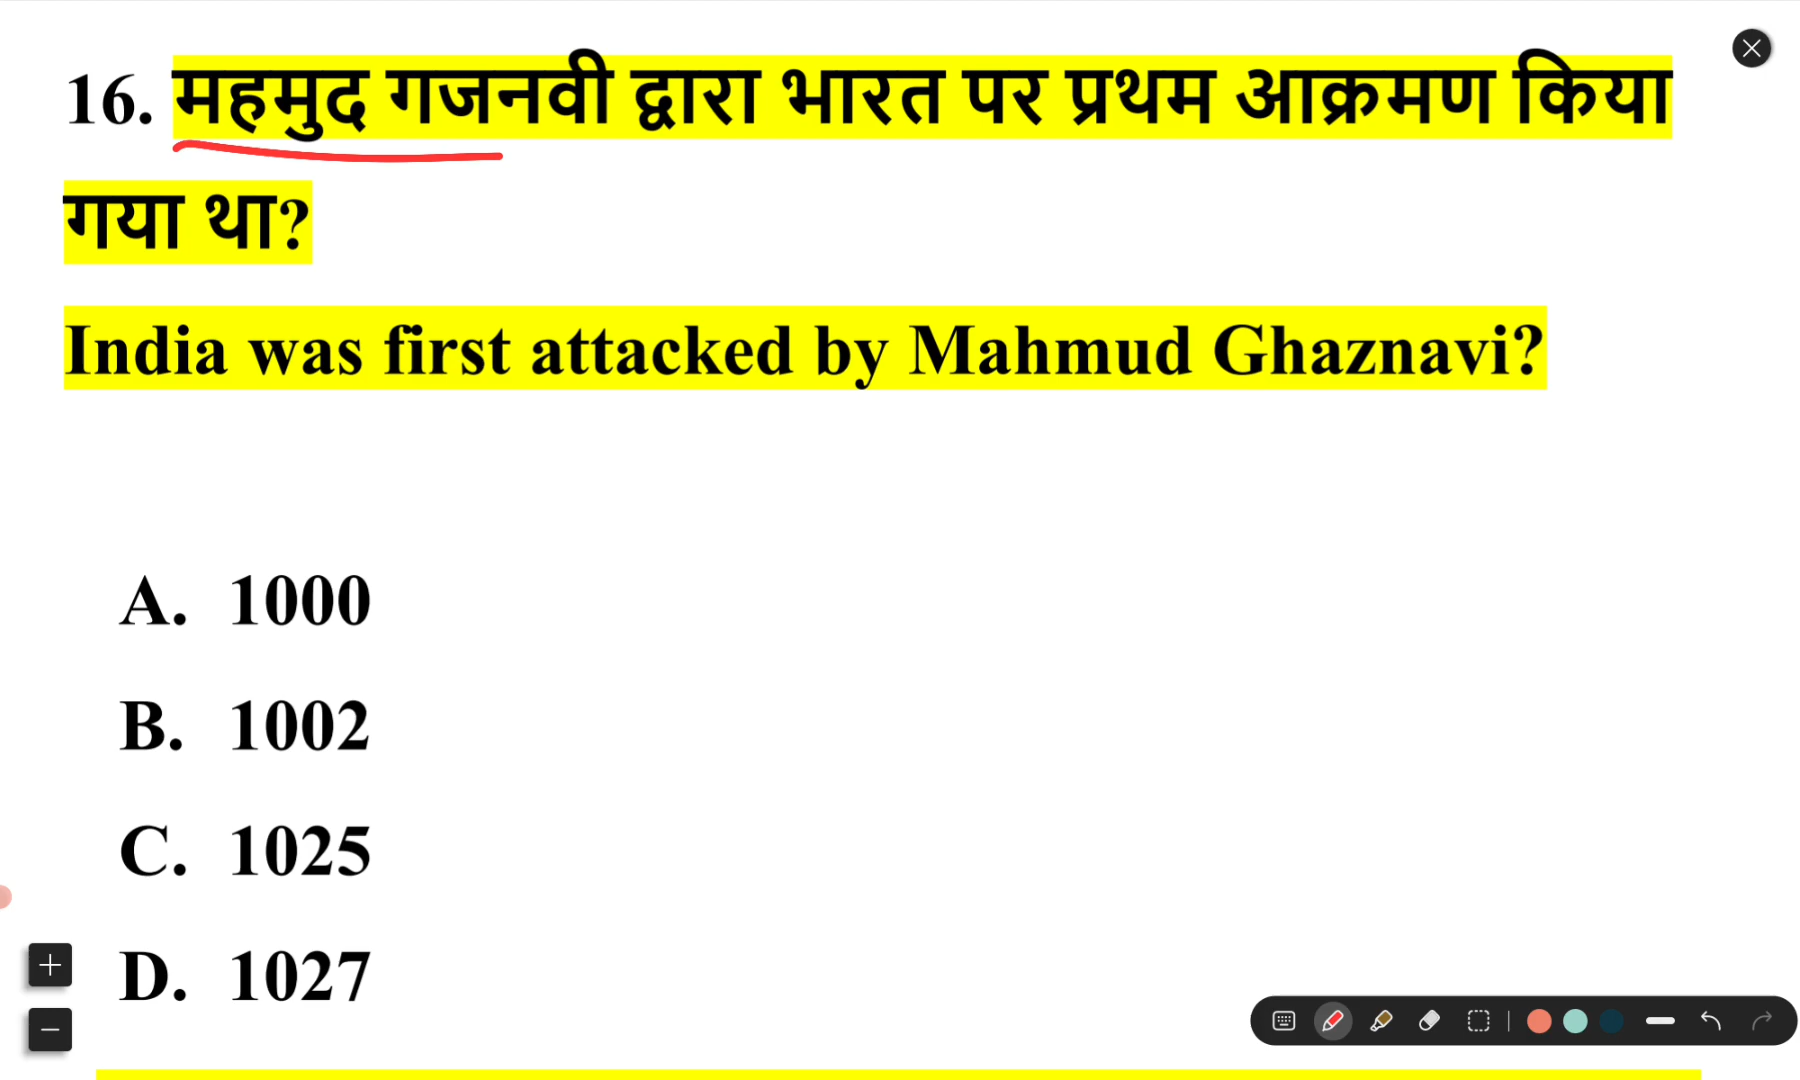 16. महमुद गजनवी द्वारा भारत पर प्रथम आक्रमण किया
गया था?
India was first attacked by Mahmud Ghaznavi?
A. 1000
B. 1002
C. 1025
D. 1027